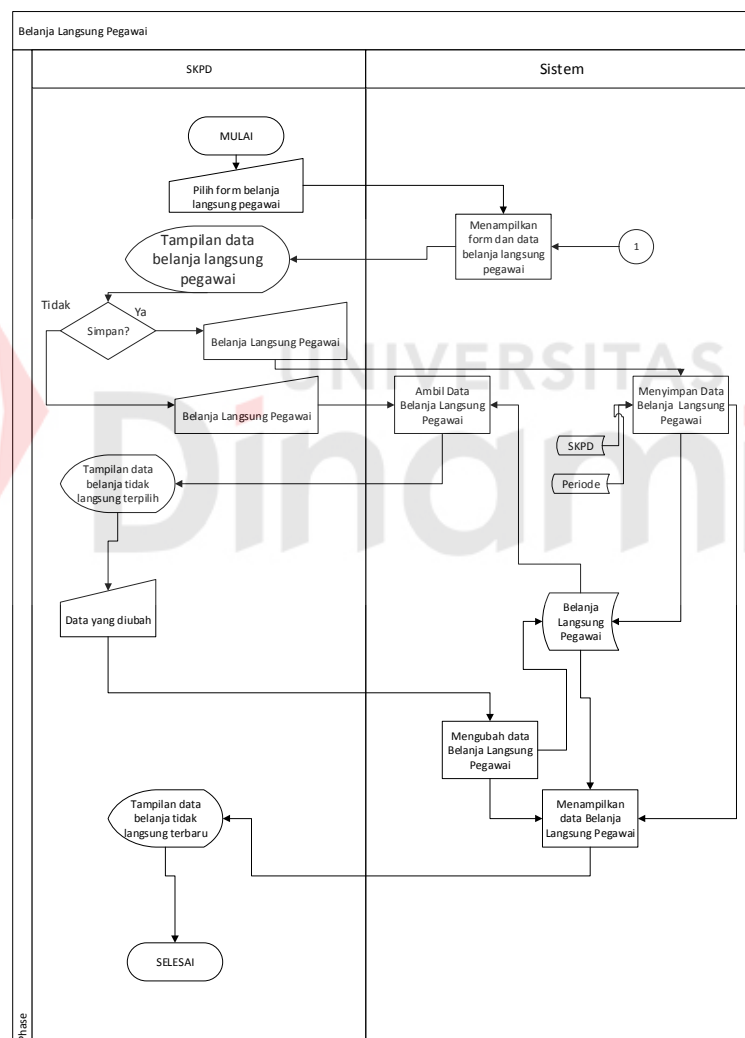 Belanja Langsung Pegawai
SKPD
Sistem
MULAI
Pilih form belanja
langsung pegawai
Menampilkan
form dan data
belanja langsung
pegawai
1
Tampilan data
belanja langsung
pegawai
Tidak
Ya
Simpan?
Belanja Langsung Pegawai
UNIVERSITAS
Dinami
Belanja Langsung Pegawai
Ambil Data
Belanja Langsung
Pegawai
Menyimpan Data
Belanja Langsung
Pegawai
SKPD
Periode
Tampilan data
belanja tidak
langsung terpilih
Data yang diubah
Belanja
Langsung
Pegawai
Mengubah data
Belanja Langsung
Pegawai
Tampilan data
belanja tidak
langsung terbaru
Menampilkan
data Belanja
Langsung Pegawai
SELESAI
Phase